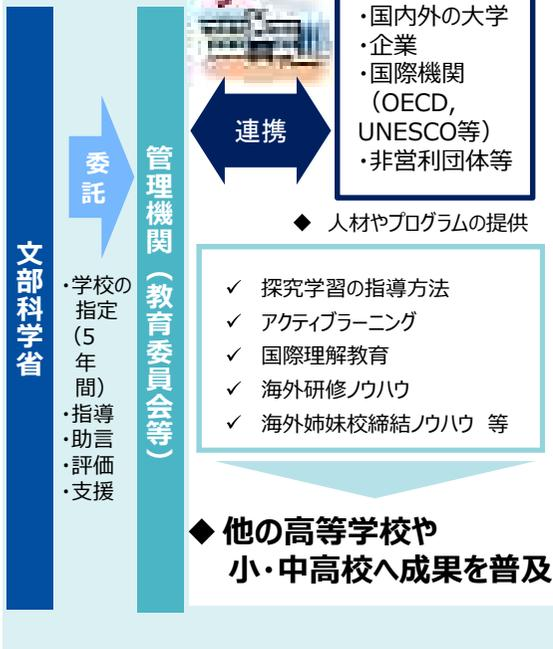 文部科学省
委
託
・学校の
指定
（5
年
間）
・指導
・助言
・評価
・支援
管理機関（教育委員会等）
連携
・国内外の大学
・企業
・国際機関
（OECD,
UNESCO等）
・非営利団体等
◆ 人材やプログラムの提供
✓ 探究学習の指導方法
✓ アクティブラーニング
✓ 国際理解教育
✓ 海外研修ノウハウ
✓ 海外姉妹校締結ノウハウ 等
◆ 他の高等学校や
小・中高校へ成果を普及